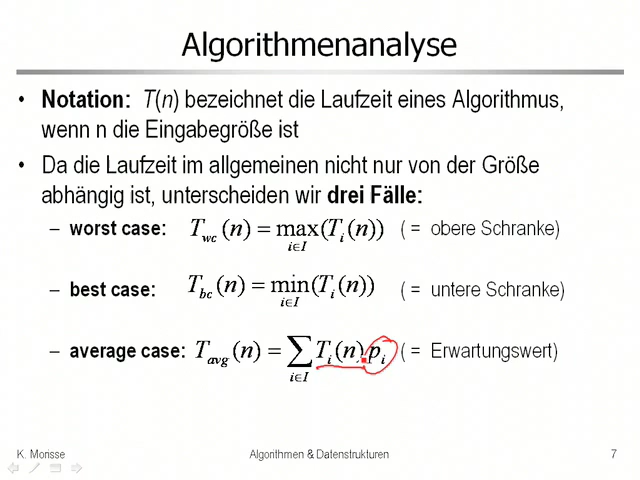 Algorithmenanalyse
• Notation: T(n) bezeichnet die Laufzeit eines Algorithmus,
wenn n die Eingabegröße ist
• Da die Laufzeit im allgemeinen nicht nur von der Größe
abhängig ist, unterscheiden wir drei Fälle:
– worst case: T_wc(n) = max_{i∈I}(T_i(n)) ( = obere Schranke)
– best case: T_bc(n) = min_{i∈I}(T_i(n)) ( = untere Schranke)
– average case: T_avg(n) = ∑_{i∈I} T_i(n) p_i ( = Erwartungswert)
K. Morisse Algorithmen & Datenstrukturen 7